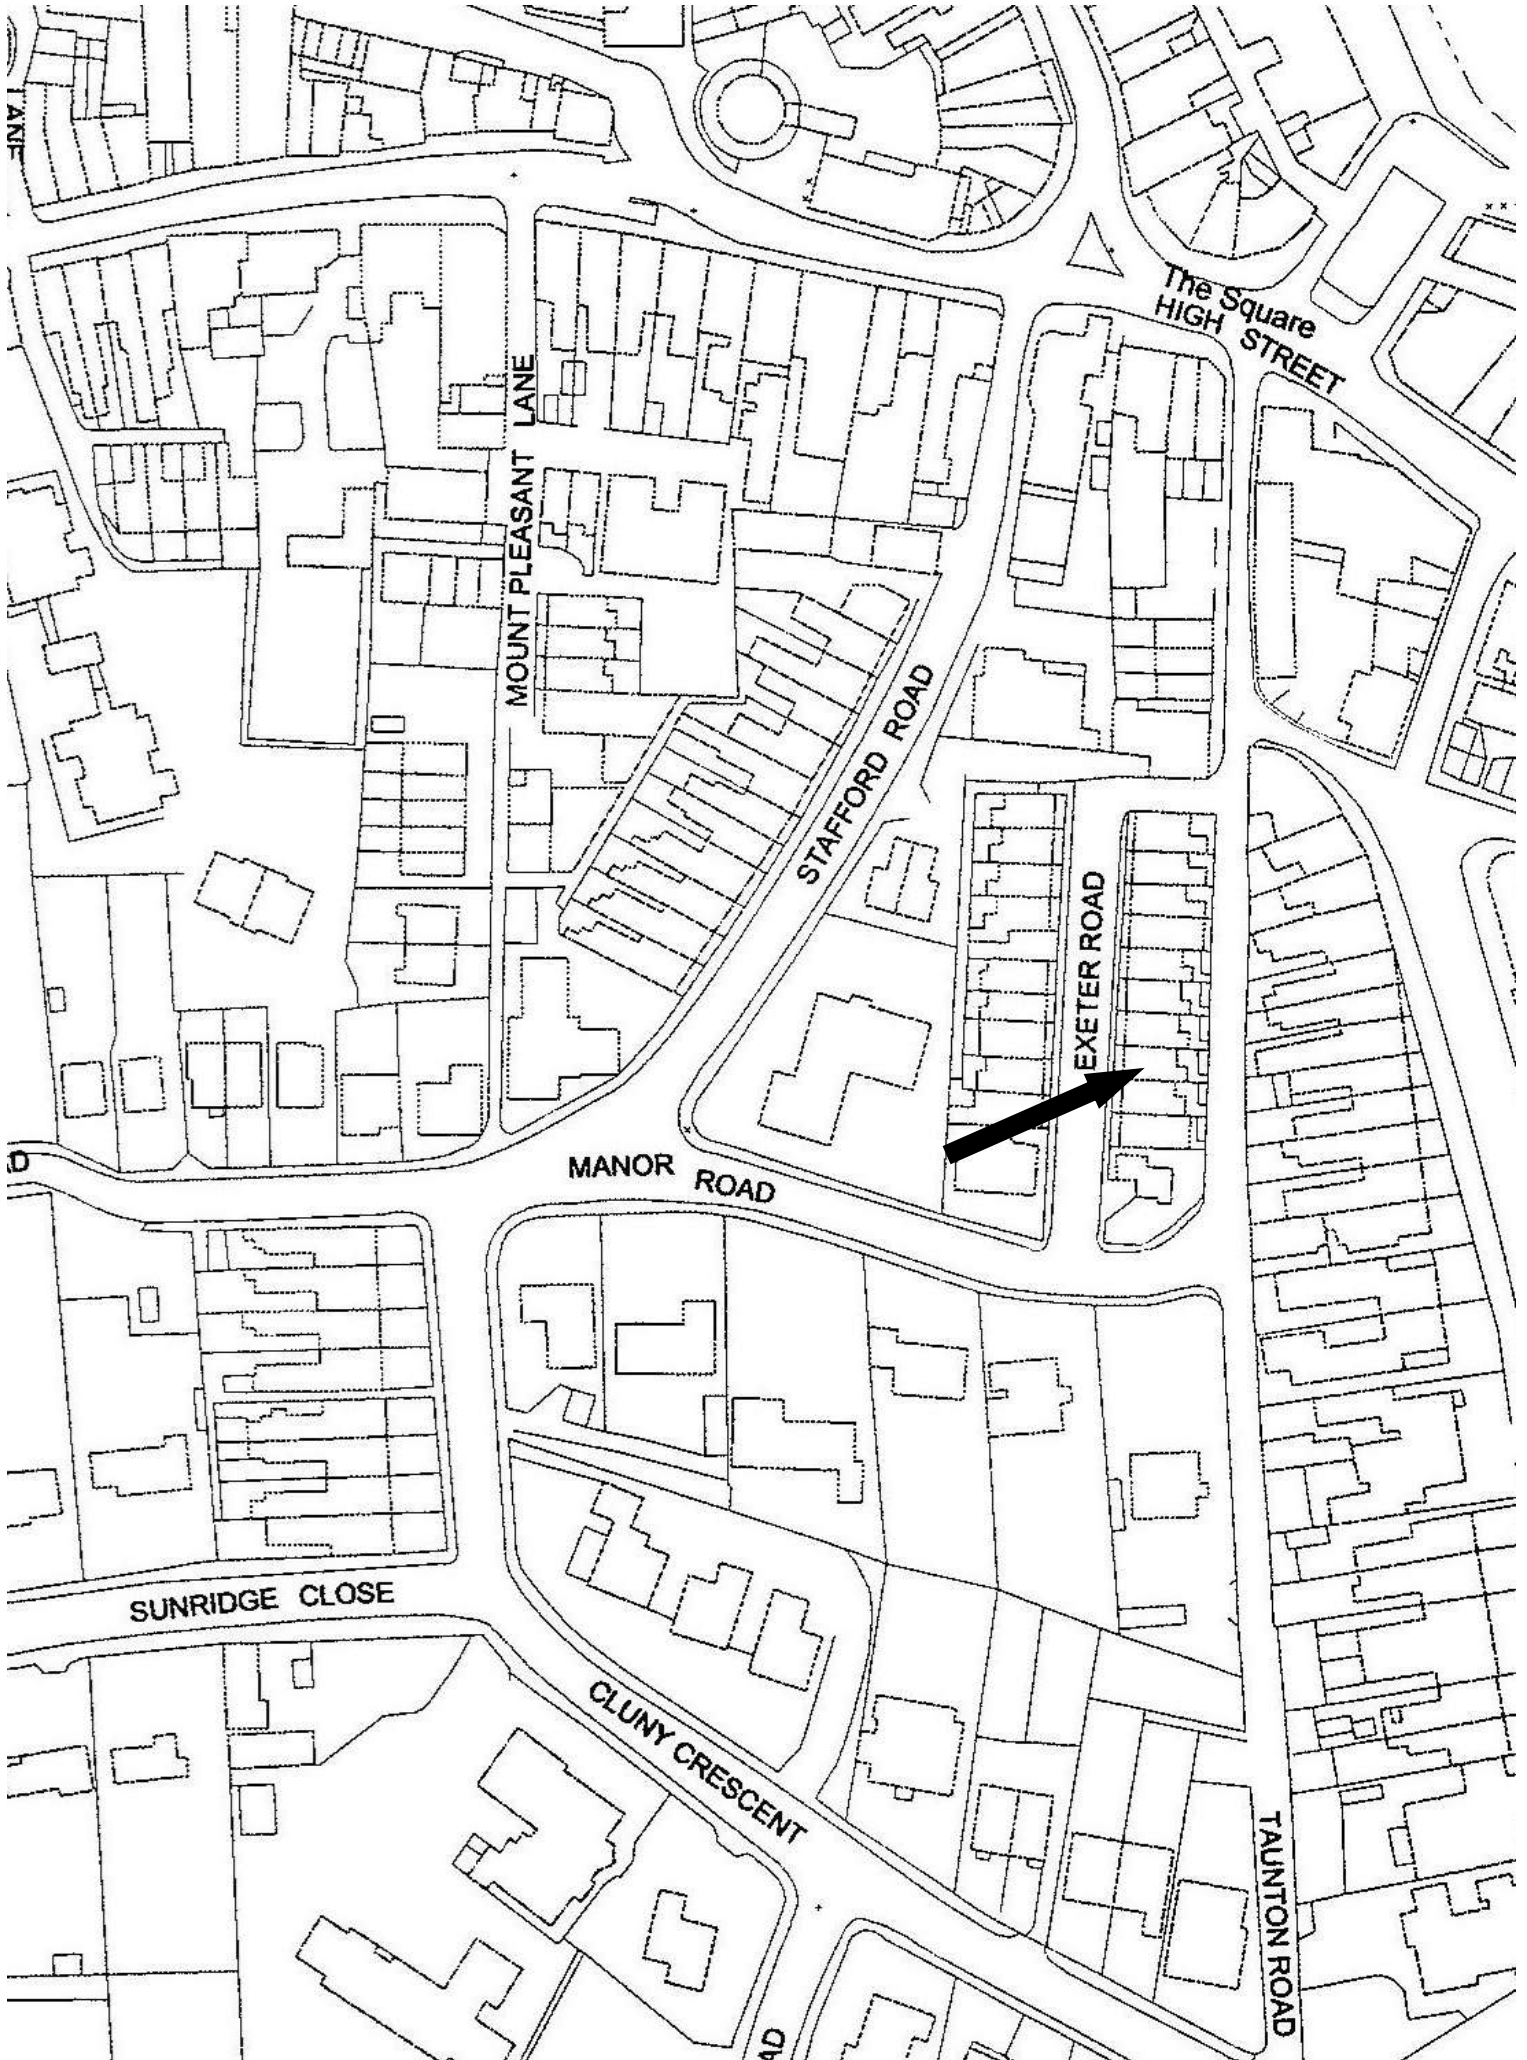 LANE
The Square
HIGH STREET
MOUNT PLEASANT LANE
STAFFORD ROAD
EXETER ROAD
MANOR ROAD
SUNRIDGE CLOSE
CLUNY CRESCENT
TAUNTON ROAD